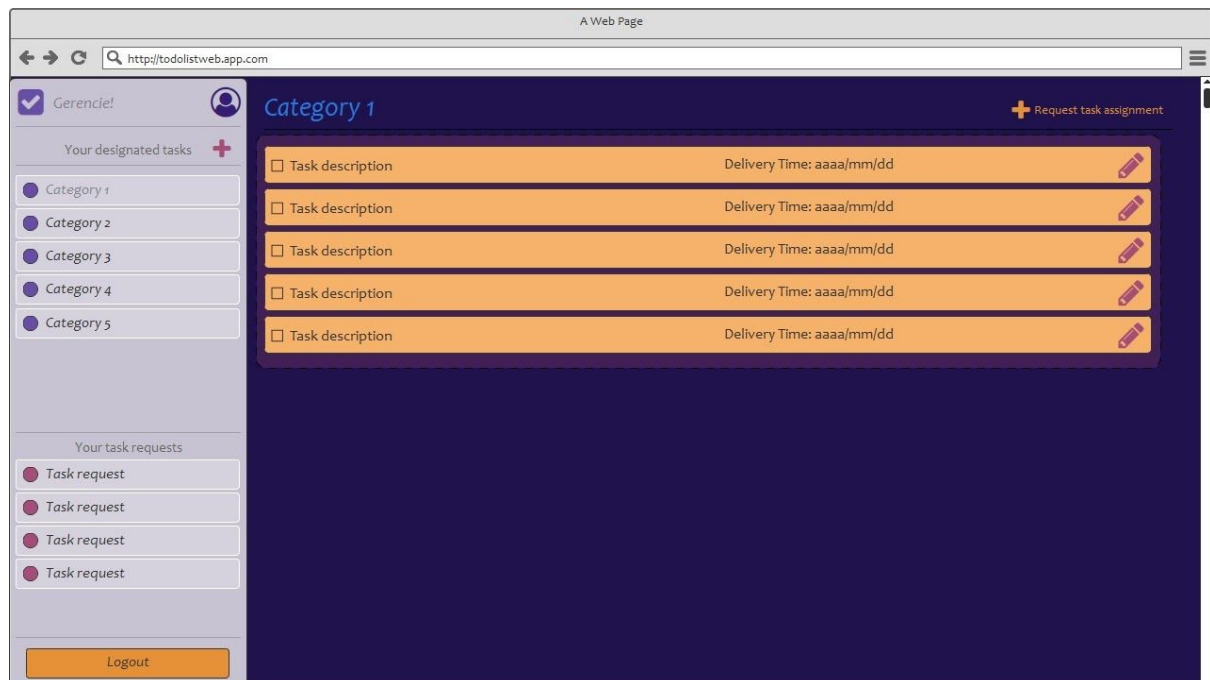 A Web Page
http://todolistweb.app.com
Gerencie!
Your designated tasks
Category 1
Category 2
Category 3
Category 4
Category 5
Your task requests
Task request
Task request
Task request
Task request
Logout
Category 1
Request task assignment
Task description Delivery Time: aaaa/mm/dd
Task description Delivery Time: aaaa/mm/dd
Task description Delivery Time: aaaa/mm/dd
Task description Delivery Time: aaaa/mm/dd
Task description Delivery Time: aaaa/mm/dd